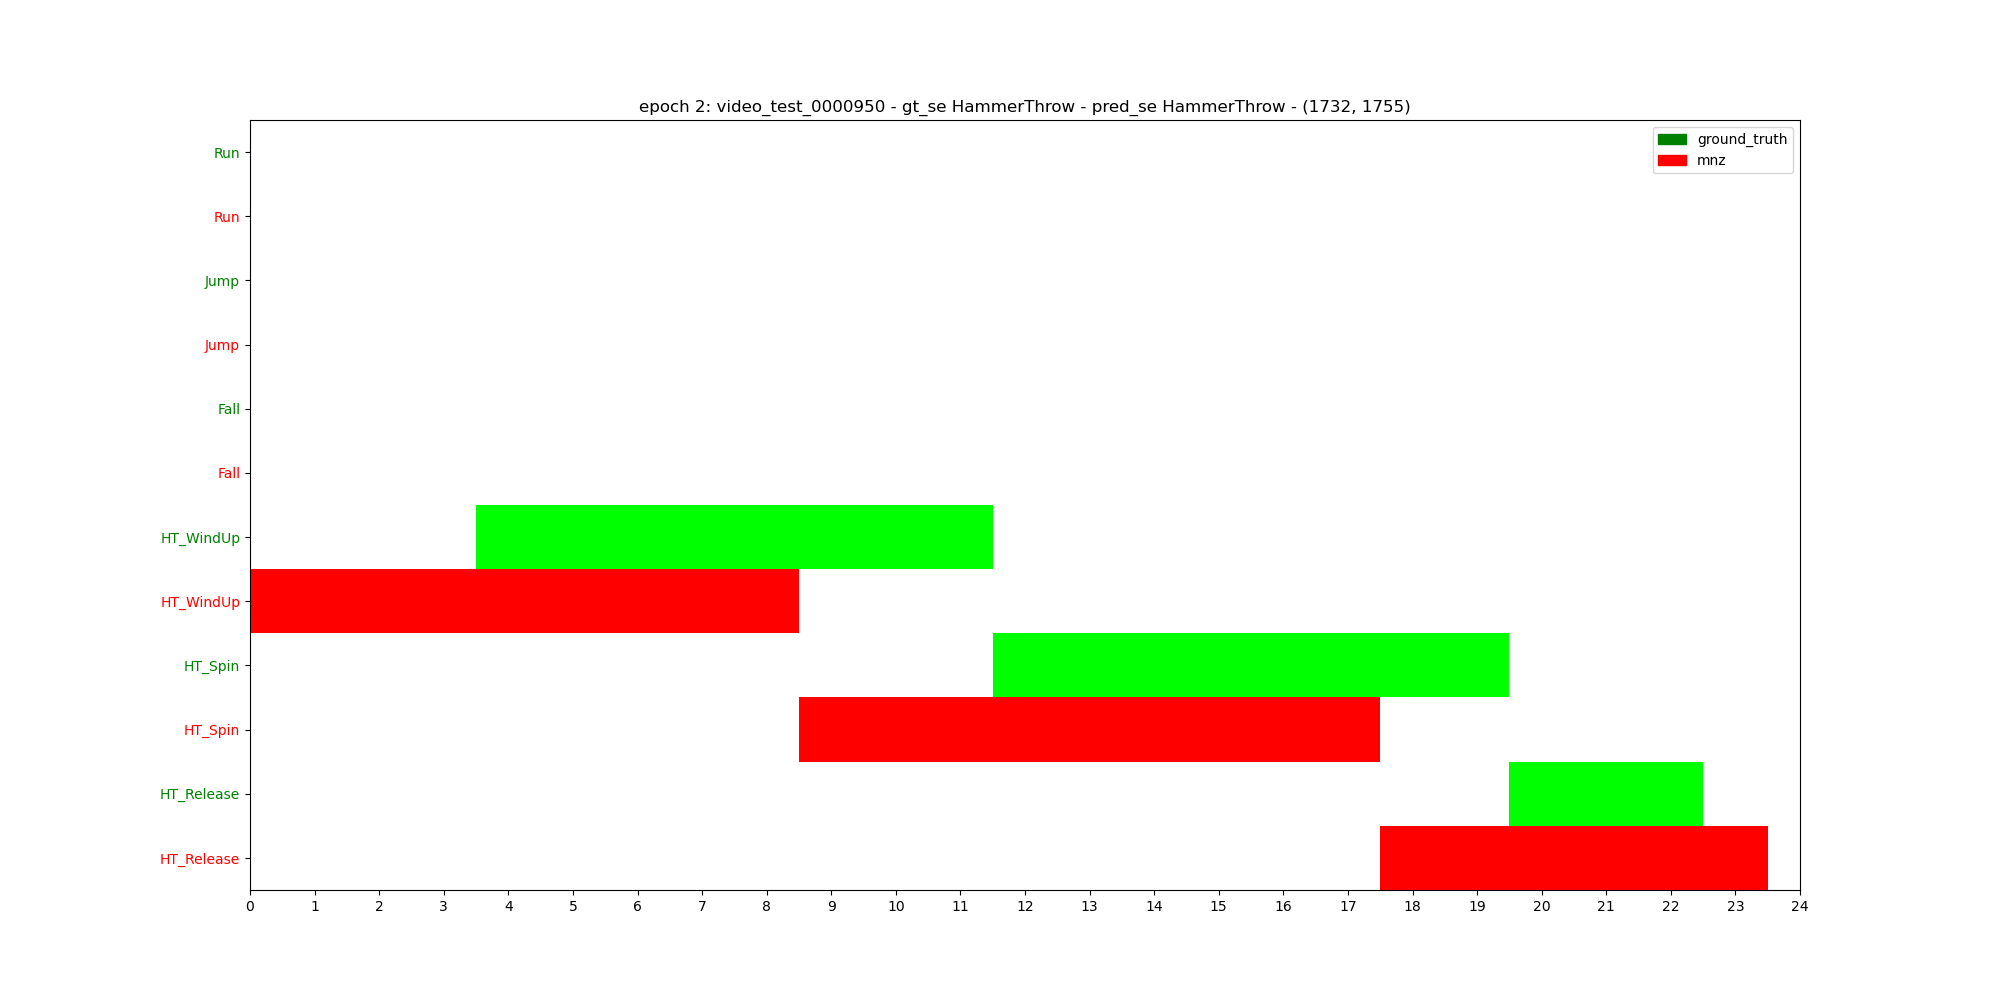 epoch 2: video_test_0000950 - gt_se HammerThrow - pred_se HammerThrow - (1732, 1755)
ground_truth
mnz
Run
Run
Jump
Jump
Fall
Fall
HT_WindUp
HT_WindUp
HT_Spin
HT_Spin
HT_Release
HT_Release
0 1 2 3 4 5 6 7 8 9 10 11 12 13 14 15 16 17 18 19 20 21 22 23 24